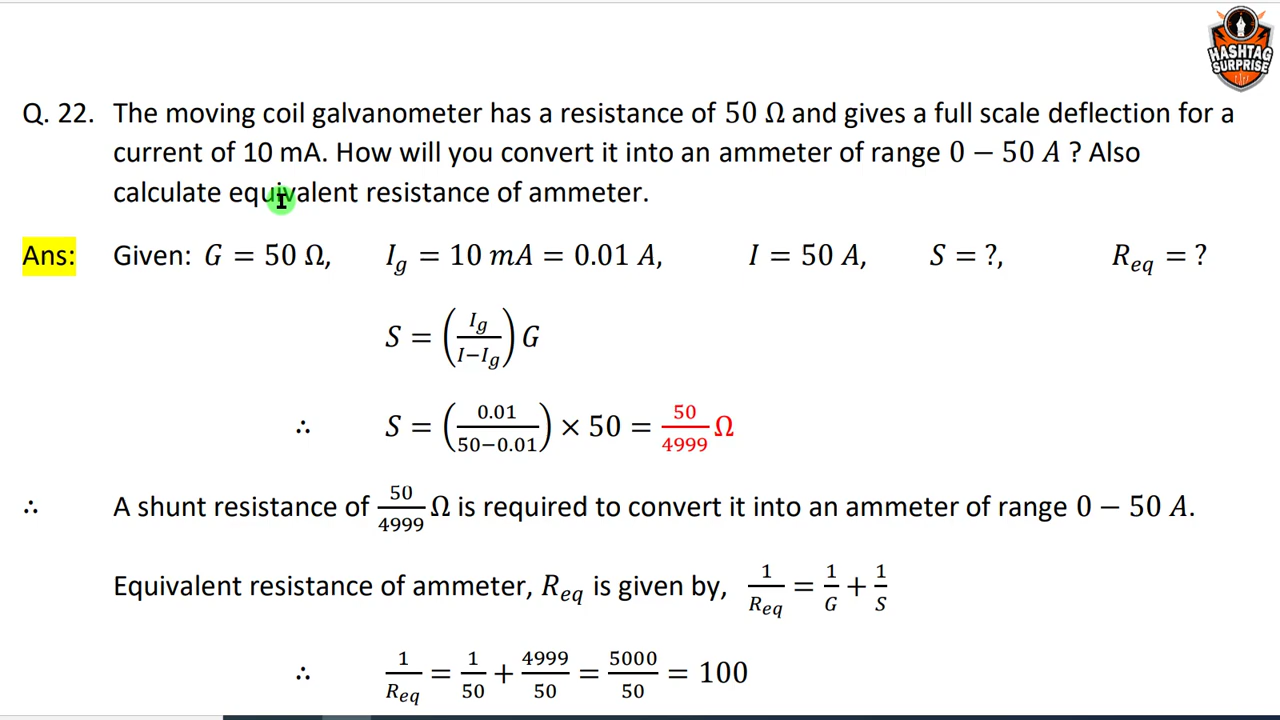 HASHTAG
SURPRISE
Q. 22. The moving coil galvanometer has a resistance of 50 Ω and gives a full scale deflection for a
current of 10 mA. How will you convert it into an ammeter of range 0 − 50 A ? Also
calculate equivalent resistance of ammeter.
Ans: Given: G = 50 Ω, I_g = 10 mA = 0.01 A, I = 50 A, S = ?, R_eq = ?
S = (I_g/(I−I_g)) G
∴ S = (0.01/(50−0.01)) × 50 = 50/4999 Ω
∴ A shunt resistance of 50/4999 Ω is required to convert it into an ammeter of range 0 − 50 A.
Equivalent resistance of ammeter, R_eq is given by, 1/R_eq = 1/G + 1/S
∴ 1/R_eq = 1/50 + 4999/50 = 5000/50 = 100